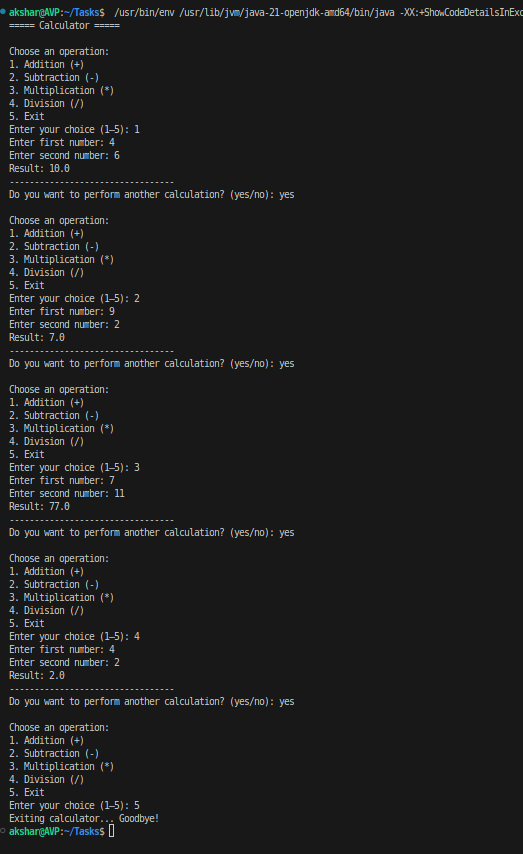 akshar@AVP:~/Tasks$  /usr/bin/env /usr/lib/jvm/java-21-openjdk-amd64/bin/java -XX:+ShowCodeDetailsInExc
===== Calculator =====

Choose an operation:
1. Addition (+)
2. Subtraction (-)
3. Multiplication (*)
4. Division (/)
5. Exit
Enter your choice (1–5): 1
Enter first number: 4
Enter second number: 6
Result: 10.0
---------------------------------
Do you want to perform another calculation? (yes/no): yes

Choose an operation:
1. Addition (+)
2. Subtraction (-)
3. Multiplication (*)
4. Division (/)
5. Exit
Enter your choice (1–5): 2
Enter first number: 9
Enter second number: 2
Result: 7.0
---------------------------------
Do you want to perform another calculation? (yes/no): yes

Choose an operation:
1. Addition (+)
2. Subtraction (-)
3. Multiplication (*)
4. Division (/)
5. Exit
Enter your choice (1–5): 3
Enter first number: 7
Enter second number: 11
Result: 77.0
---------------------------------
Do you want to perform another calculation? (yes/no): yes

Choose an operation:
1. Addition (+)
2. Subtraction (-)
3. Multiplication (*)
4. Division (/)
5. Exit
Enter your choice (1–5): 4
Enter first number: 4
Enter second number: 2
Result: 2.0
---------------------------------
Do you want to perform another calculation? (yes/no): yes

Choose an operation:
1. Addition (+)
2. Subtraction (-)
3. Multiplication (*)
4. Division (/)
5. Exit
Enter your choice (1–5): 5
Exiting calculator... Goodbye!
akshar@AVP:~/Tasks$